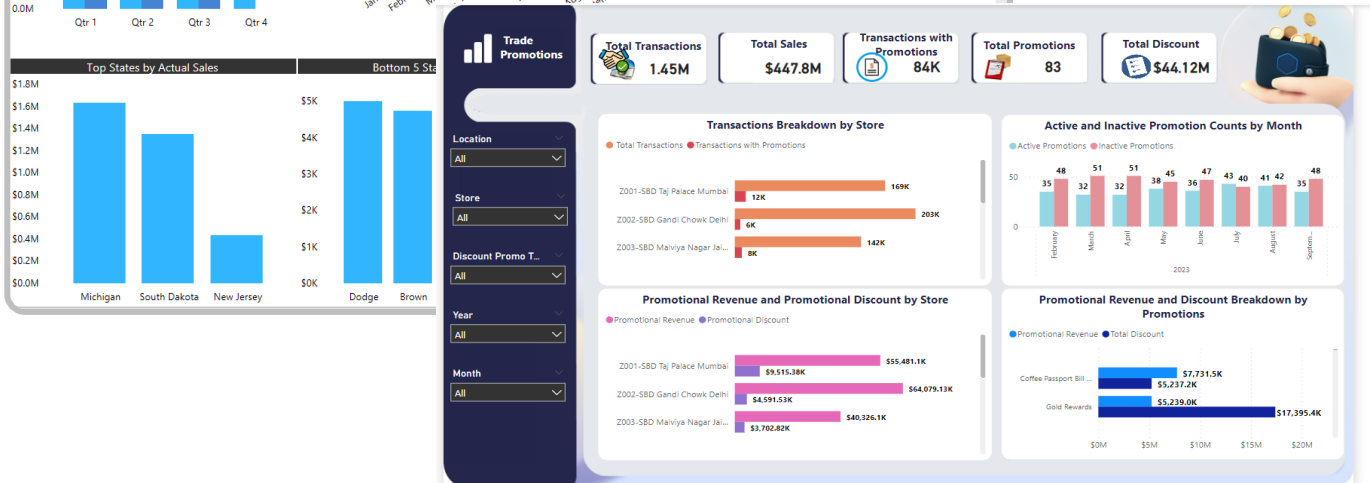 0.0M
Qtr 1 Qtr 2 Qtr 3 Qtr 4
Top States by Actual Sales
$1.8M
$1.6M
$1.4M
$1.2M
$1.0M
$0.8M
$0.6M
$0.4M
$0.2M
$0.0M
Michigan South Dakota New Jersey
Bottom 5 Sta
$5K
$4K
$3K
$2K
$1K
$0K
Dodge Brown
Trade
Promotions
Total Transactions
1.45M
Total Sales
$447.8M
Transactions with
Promotions
84K
Total Promotions
83
Total Discount
$44.12M
Location
All
Store
All
Discount Promo T...
All
Year
All
Month
All
Transactions Breakdown by Store
Total Transactions Transactions with Promotions
Z001-SBD Taj Palace Mumbai 169K
12K
Z002-SBD Gandi Chowk Delhi 203K
6K
Z003-SBD Malviya Nagar Jai... 142K
8K
Active and Inactive Promotion Counts by Month
Active Promotions Inactive Promotions
50
0
35 48 32 51 32 51 38 45 36 47 43 40 41 42 35 48
February March April May June July August Septem...
2023
Promotional Revenue and Promotional Discount by Store
Promotional Revenue Promotional Discount
Z001-SBD Taj Palace Mumbai $55,481.1K
$9,515.38K
Z002-SBD Gandi Chowk Delhi $64,079.13K
$4,591.53K
Z003-SBD Malviya Nagar Jai... $40,326.1K
$3,702.82K
Promotional Revenue and Discount Breakdown by
Promotions
Promotional Revenue Total Discount
Coffee Passport Bill ... $7,731.5K
$5,237.2K
Gold Rewards $5,239.0K
$17,395.4K
$0M $5M $10M $15M $20M